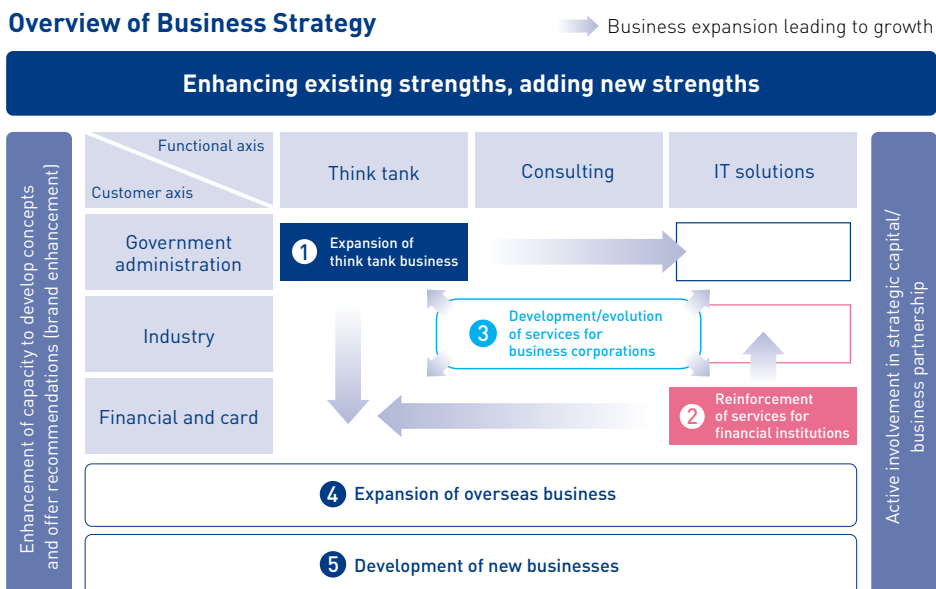 Overview of Business Strategy
Business expansion leading to growth
Enhancing existing strengths, adding new strengths
Enhancement of capacity to develop concepts
and offer recommendations (brand enhancement)
Functional axis
Customer axis
Think tank
Consulting
IT solutions
Government
administration
1 Expansion of
think tank business
Industry
3 Development/evolution
of services for
business corporations
Financial and card
2 Reinforcement
of services for
financial institutions
4 Expansion of overseas business
5 Development of new businesses
Active involvement in strategic capital/
business partnership